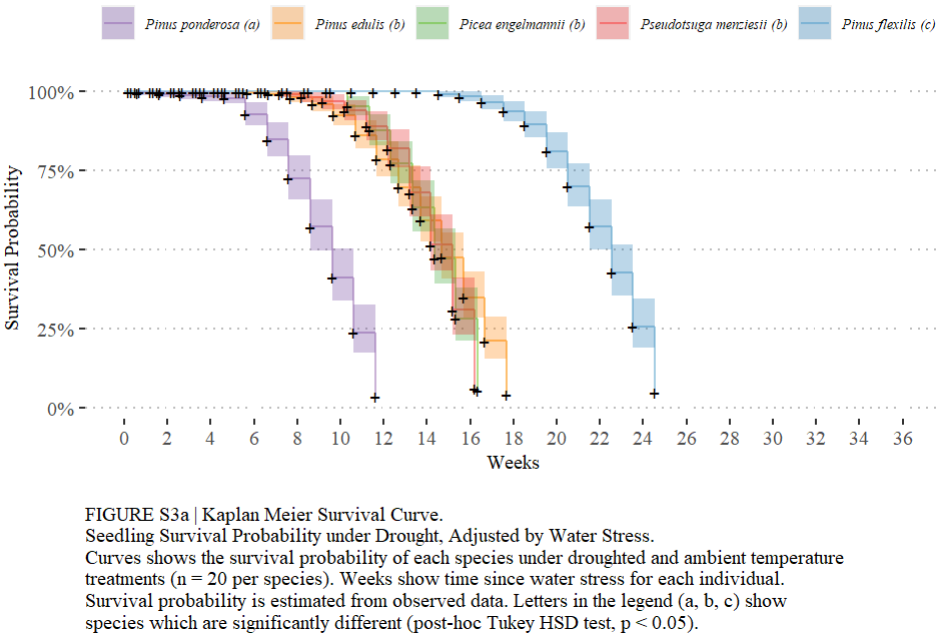 Pinus ponderosa (a) Pinus edulis (b) Picea engelmannii (b) Pseudotsuga menziesii (b) Pinus flexilis (c)
100%
75%
50%
25%
0%
Survival Probability
0 2 4 6 8 10 12 14 16 18 20 22 24 26 28 30 32 34 36
Weeks
FIGURE S3a | Kaplan Meier Survival Curve.
Seedling Survival Probability under Drought, Adjusted by Water Stress.
Curves shows the survival probability of each species under droughted and ambient temperature
treatments (n = 20 per species). Weeks show time since water stress for each individual.
Survival probability is estimated from observed data. Letters in the legend (a, b, c) show
species which are significantly different (post-hoc Tukey HSD test, p < 0.05).